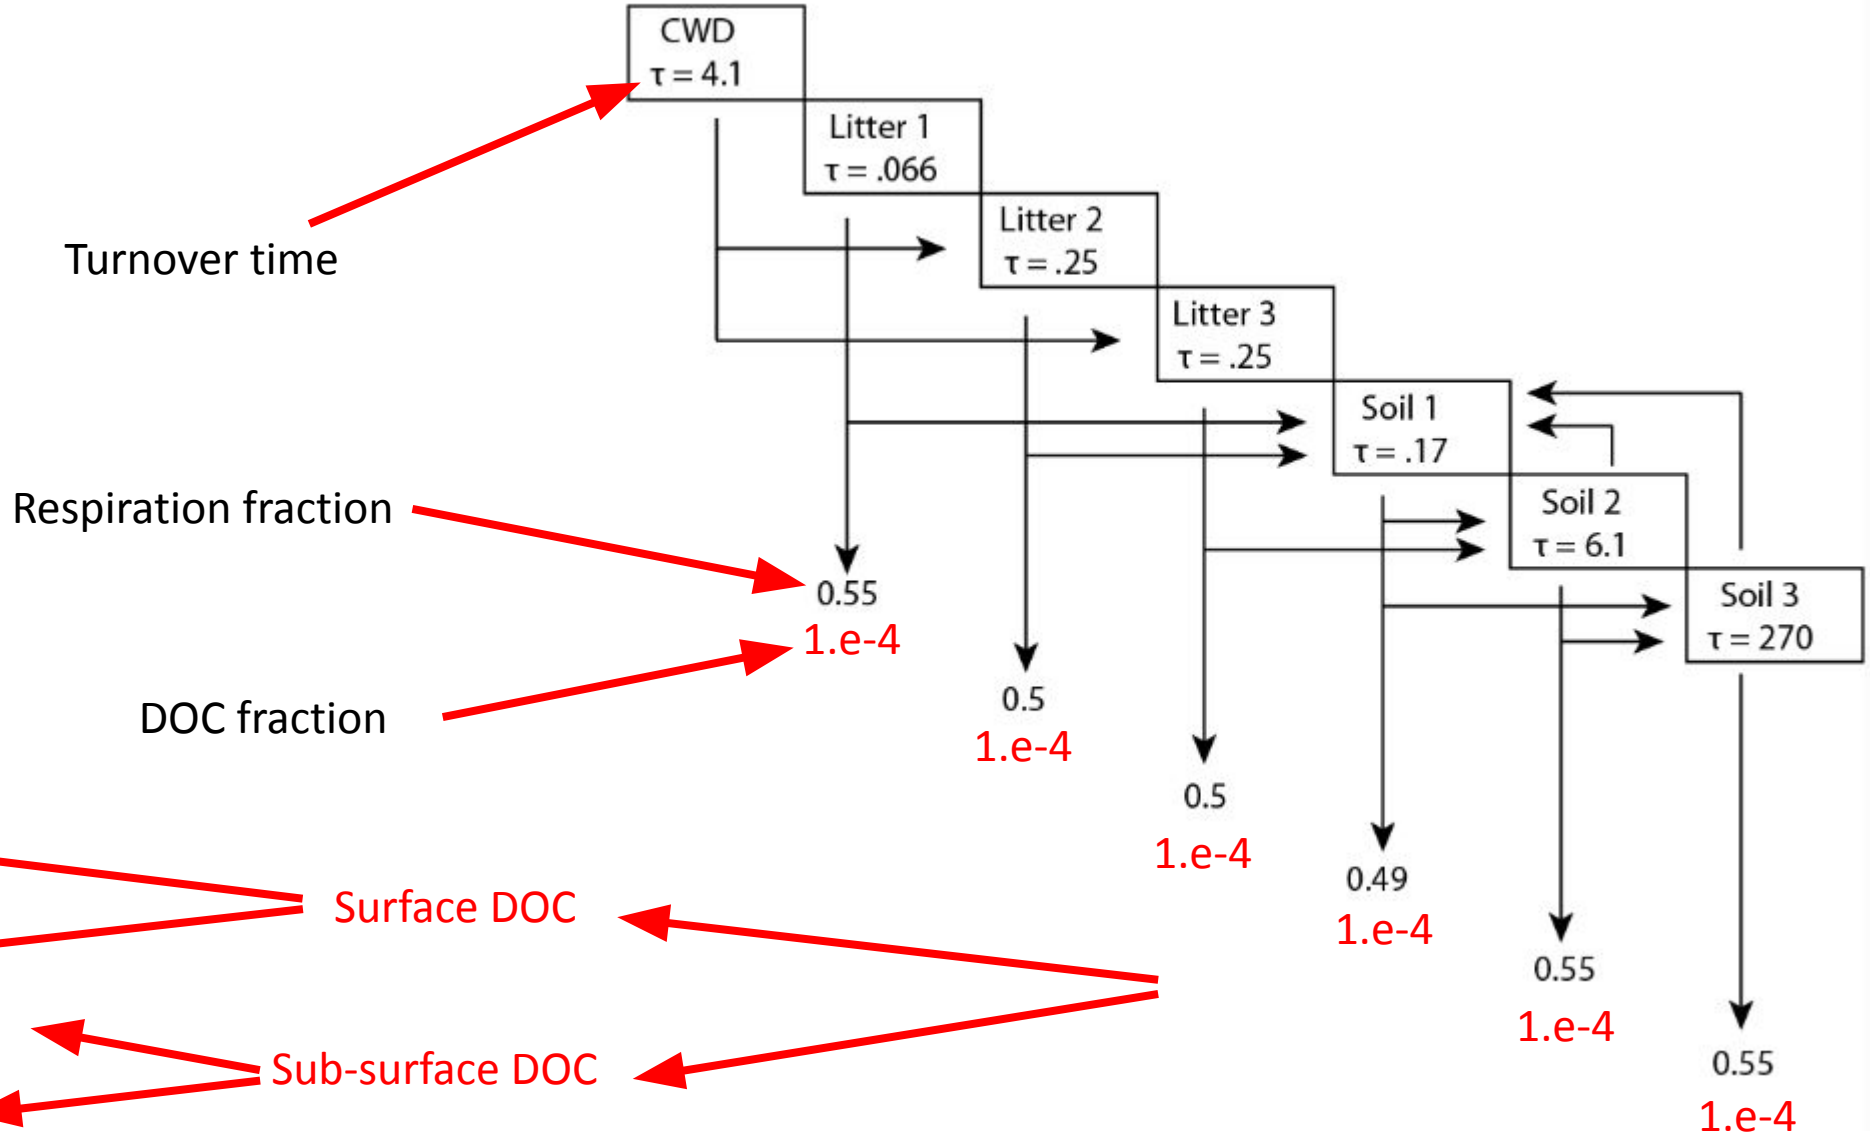 CWD
τ = 4.1
Litter 1
τ = .066
Litter 2
τ = .25
Turnover time
Litter 3
τ = .25
Soil 1
τ = .17
Respiration fraction
Soil 2
τ = 6.1
0.55
1.e-4
Soil 3
τ = 270
DOC fraction
0.5
1.e-4
0.5
1.e-4
0.49
1.e-4
Surface DOC
0.55
1.e-4
Sub-surface DOC
0.55
1.e-4